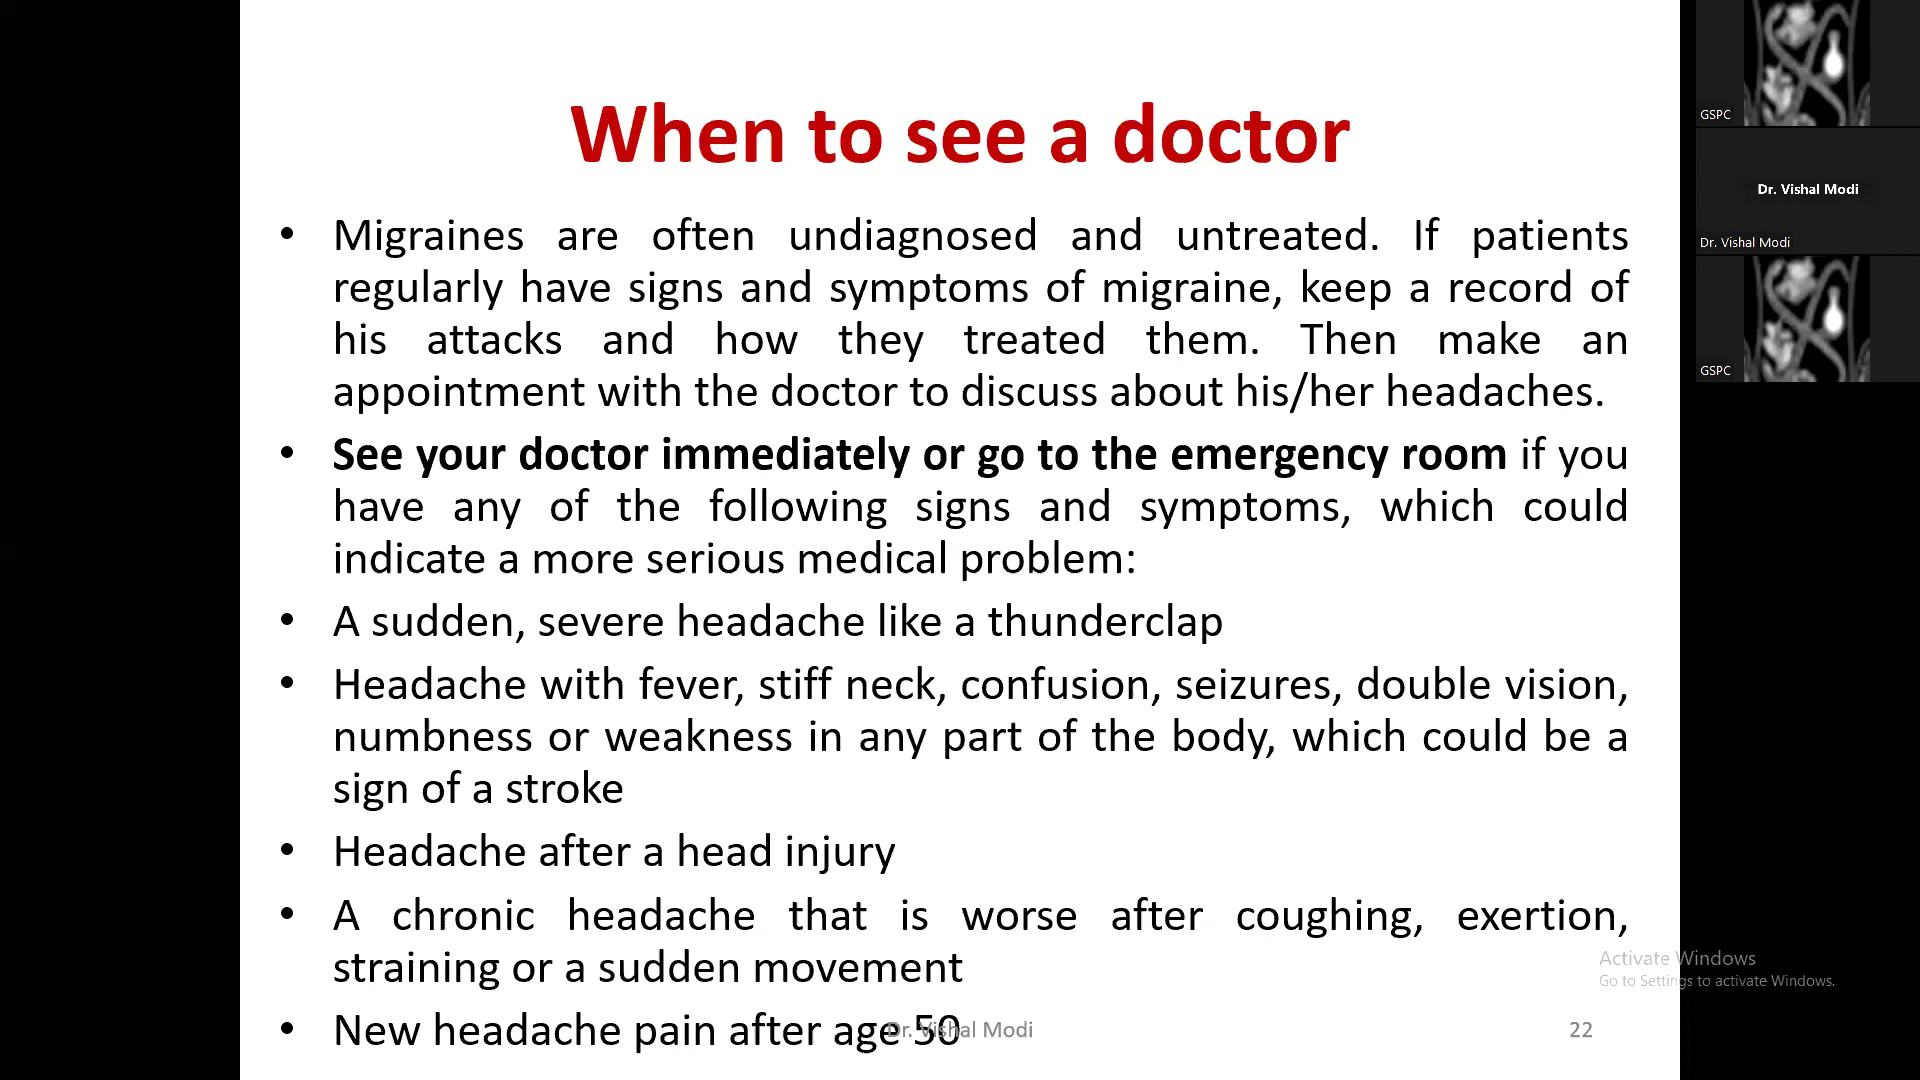 When to see a doctor
• Migraines are often undiagnosed and untreated. If patients
regularly have signs and symptoms of migraine, keep a record of
his attacks and how they treated them. Then make an
appointment with the doctor to discuss about his/her headaches.
• See your doctor immediately or go to the emergency room if you
have any of the following signs and symptoms, which could
indicate a more serious medical problem:
• A sudden, severe headache like a thunderclap
• Headache with fever, stiff neck, confusion, seizures, double vision,
numbness or weakness in any part of the body, which could be a
sign of a stroke
• Headache after a head injury
• A chronic headache that is worse after coughing, exertion,
straining or a sudden movement
• New headache pain after age 50
Dr. Vishal Modi
22
GSPC
Dr. Vishal Modi
Dr. Vishal Modi
GSPC
Activate Windows
Go to Settings to activate Windows.